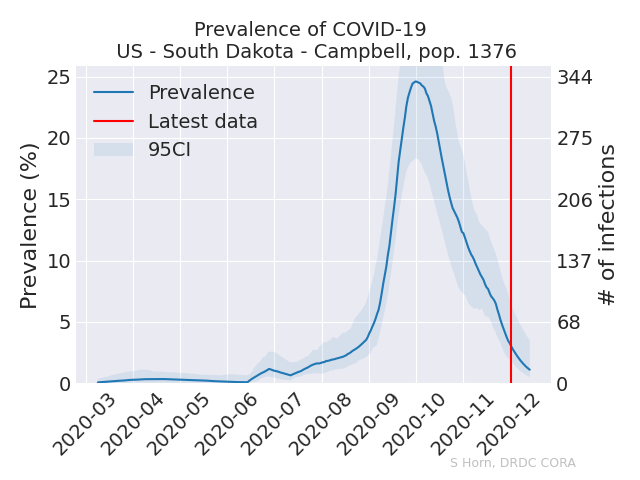 Prevalence of COVID-19
US - South Dakota - Campbell, pop. 1376
Prevalence
Latest data
95CI
Prevalence (%)
25
20
15
10
5
0
344
275
206
137
68
0
# of infections
2020-03
2020-04
2020-05
2020-06
2020-07
2020-08
2020-09
2020-10
2020-11
2020-12
S Horn, DRDC CORA